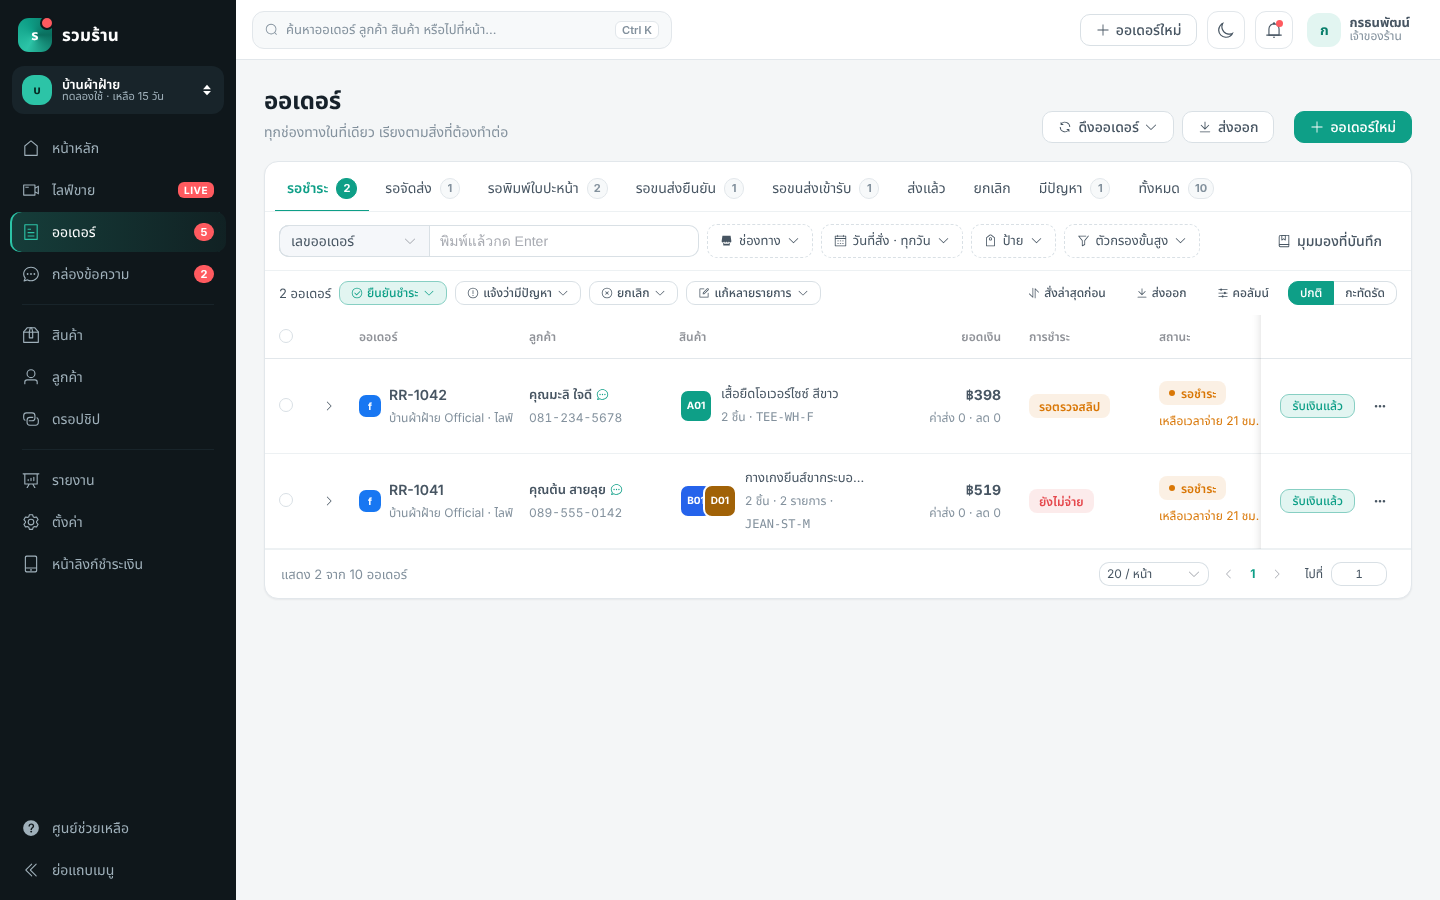 s รวมร้าน
บ บ้านผ้าฝ้าย
ทดลองใช้ · เหลือ 15 วัน
หน้าหลัก
ไลฟ์ขาย LIVE
ออเดอร์ 5
กล่องข้อความ 2
สินค้า
ลูกค้า
ดรอปชิป
รายงาน
ตั้งค่า
หน้าลิงก์ชำระเงิน
ศูนย์ช่วยเหลือ
ย่อแถบเมนู
ค้นหาออเดอร์ ลูกค้า สินค้า หรือไปที่หน้า... Ctrl K
ออเดอร์ใหม่
ก กรธนพัฒน์
เจ้าของร้าน
ออเดอร์
ทุกช่องทางในที่เดียว เรียงตามสิ่งที่ต้องทำต่อ
ดึงออเดอร์ ส่งออก ออเดอร์ใหม่
รอชำระ 2 รอจัดส่ง 1 รอพิมพ์ใบปะหน้า 2 รอขนส่งยืนยัน 1 รอขนส่งเข้ารับ 1 ส่งแล้ว ยกเลิก มีปัญหา 1 ทั้งหมด 10
เลขออเดอร์ พิมพ์แล้วกด Enter ช่องทาง วันที่สั่ง · ทุกวัน ป้าย ตัวกรองขั้นสูง มุมมองที่บันทึก
2 ออเดอร์ ยืนยันชำระ แจ้งว่ามีปัญหา ยกเลิก แก้หลายรายการ สั่งล่าสุดก่อน ส่งออก คอลัมน์ ปกติ กะทัดรัด
ออเดอร์ ลูกค้า สินค้า ยอดเงิน การชำระ สถานะ
f RR-1042 คุณมะลิ ใจดี A01 เสื้อยืดโอเวอร์ไซซ์ สีขาว ฿398 รอตรวจสลิป รอชำระ รับเงินแล้ว
บ้านผ้าฝ้าย Official · ไลฟ์ 081-234-5678 2 ชิ้น · TEE-WH-F ค่าส่ง 0 · ลด 0 เหลือเวลาจ่าย 21 ชม.
f RR-1041 คุณต้น สายลุย B01 D01 กางเกงยีนส์ขากระบอ... ฿519 ยังไม่จ่าย รอชำระ รับเงินแล้ว
บ้านผ้าฝ้าย Official · ไลฟ์ 089-555-0142 2 ชิ้น · 2 รายการ · ค่าส่ง 0 · ลด 0 เหลือเวลาจ่าย 21 ชม.
JEAN-ST-M
แสดง 2 จาก 10 ออเดอร์ 20 / หน้า 1 ไปที่ 1